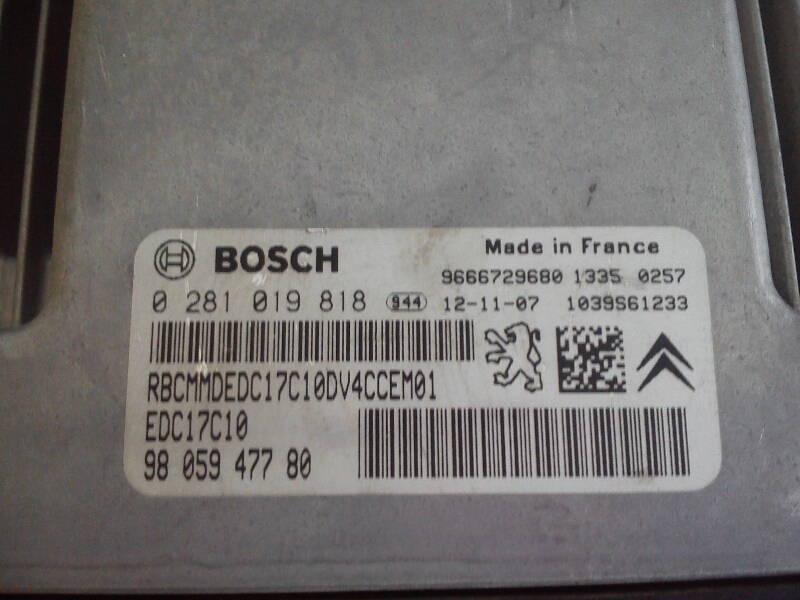 BOSCH
Made in France
9666729680 1335 0257
0 281 019 818 944 12-11-07 1039S61233
RBCMMDEDC17C10DV4CCEM01
EDC17C10
98 059 477 80